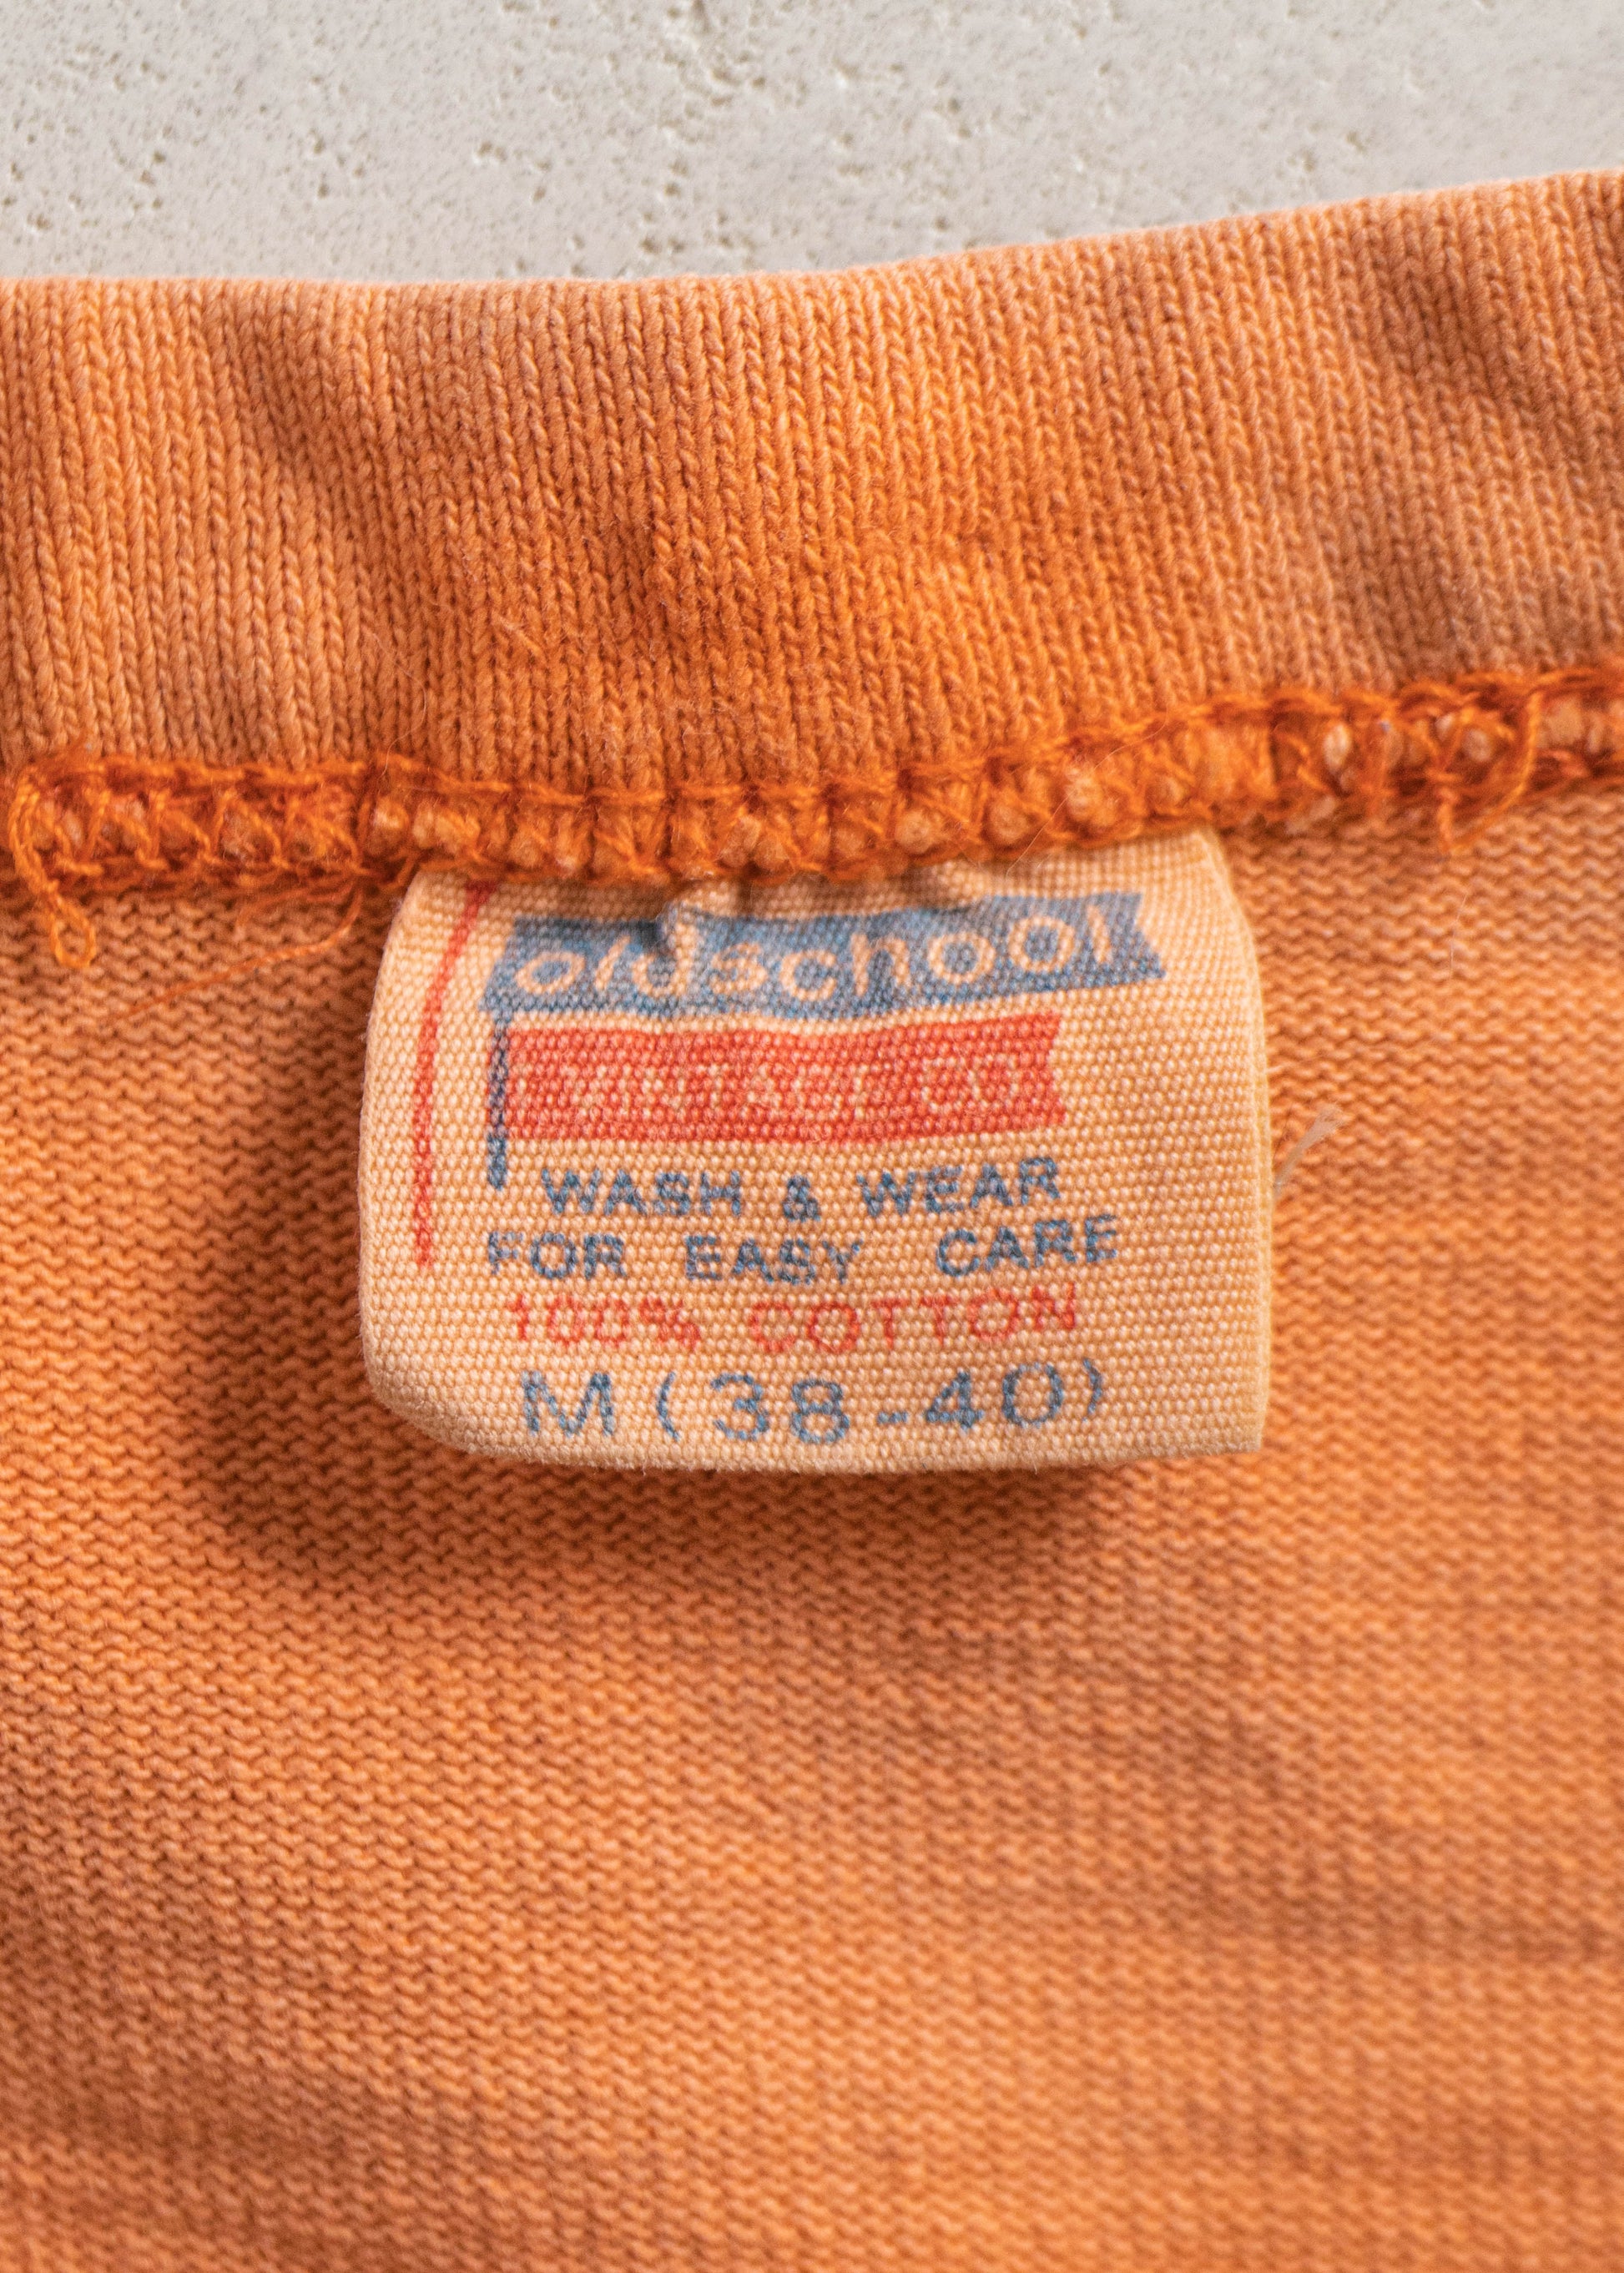 oldschool
WASH & WEAR
FOR EASY CARE
100% COTTON
M (38-40)